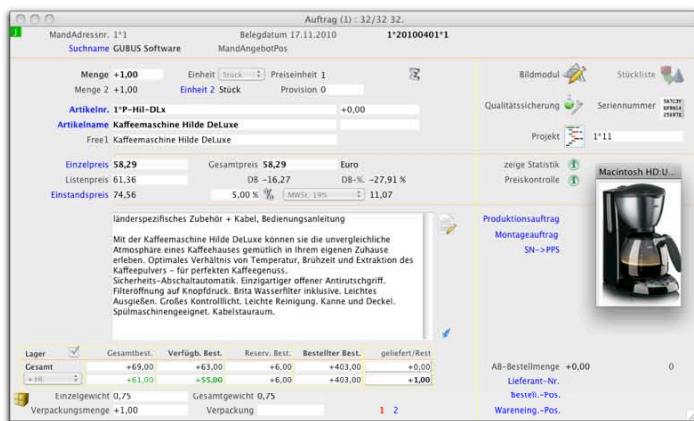 Auftrag (1) : 32/32 32.
MandAdressnr. 1*1 Belegdatum 17.11.2010 1*20100401*1
Suchname GUBUS Software MandAngebotPos
Menge +1,00 Einheit Stück Preiseinheit 1 Bildmodul Stückliste
Menge 2 +1,00 Einheit 2 Stück Provision 0
Qualitätssicherung Seriennummer
Artikelnr. 1*P-Hil-DLx +0,00
Artikelname Kaffeemaschine Hilde DeLuxe
Free1 Kaffeemaschine Hilde DeLuxe Projekt 1*11
Einzelpreis 58,29 Gesamtpreis 58,29 Euro zeige Statistik
Listenpreis 61,36 DB -16,27 DB-%. -27,91 % Preiskontrolle
Einstandspreis 74,56 5,00 % MWSt. 19% 11,07
Macintosh HD:U...
länderspezifisches Zubehör + Kabel, Bedienungsanleitung
Mit der Kaffeemaschine Hilde DeLuxe können sie die unvergleichliche
Atmosphäre eines Kaffeehauses gemütlich in Ihrem eigenen Zuhause
erleben. Optimales Verhältnis von Temperatur, Brühzeit und Extraktion des
Kaffeepulvers - für perfekten Kaffeegenuss.
Sicherheits-Abschaltautomatik. Einzigartiger offener Antirutschgriff.
Filteröffnung auf Knopfdruck. Brita Wasserfilter inklusive. Leichtes
Ausgießen. Großes Kontrolllicht. Leichte Reinigung. Kanne und Deckel.
Spülmaschinengeeignet. Kabelstauraum.
Produktionsauftrag
Montageauftrag
SN->PPS
Lager Gesamtbest. Verfügb. Best. Reserv. Best. Bestellter Best. geliefert/Rest
Gesamt +69,00 +63,00 +6,00 +403,00 +0,00
+ HL +61,00 +55,00 +6,00 +403,00 +1,00
AB-Bestellmenge +0,00 0
Lieferant-Nr.
Bestell.-Pos.
Wareneing.-Pos.
Einzelgewicht 0,75 Gesamtgewicht 0,75
Verpackungsmenge +1,00 Verpackung 1 2